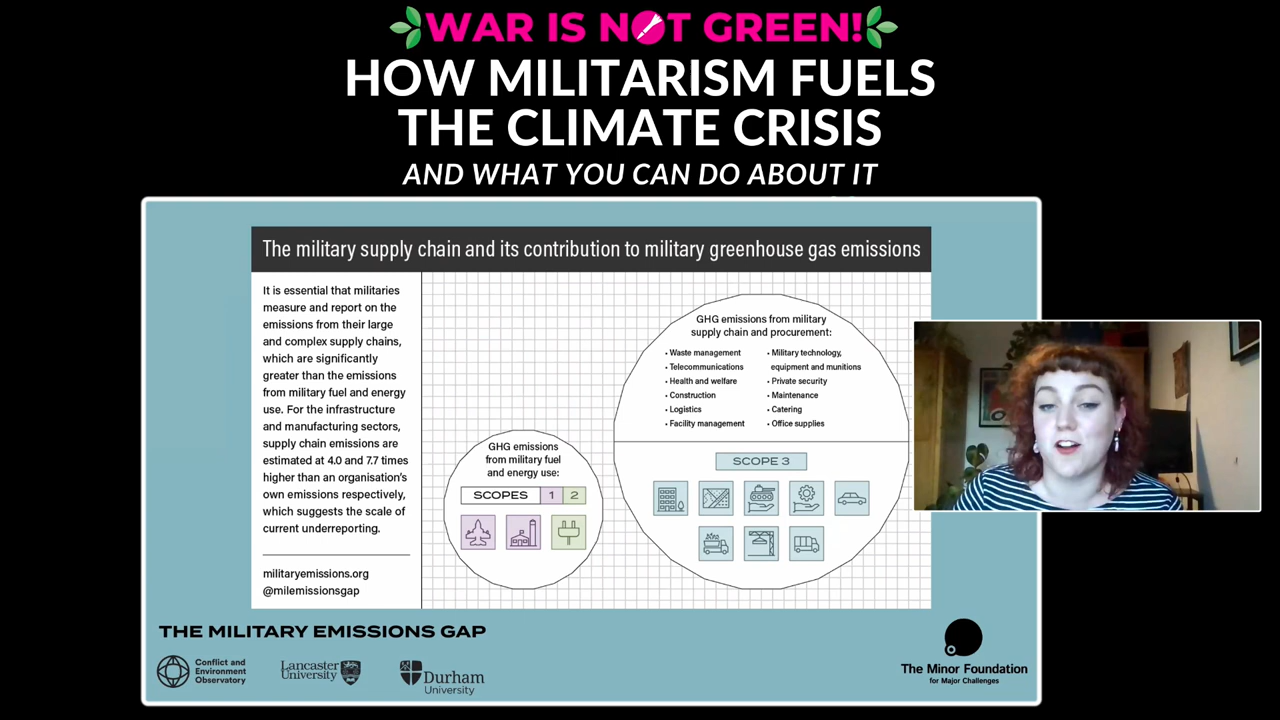 WAR IS NOT GREEN!
HOW MILITARISM FUELS
THE CLIMATE CRISIS
AND WHAT YOU CAN DO ABOUT IT
The military supply chain and its contribution to military greenhouse gas emissions
It is essential that militaries
measure and report on the
emissions from their large
and complex supply chains,
which are significantly
greater than the emissions
from military fuel and energy
use. For the infrastructure
and manufacturing sectors,
supply chain emissions are
estimated at 4.0 and 7.7 times
higher than an organisation's
own emissions respectively,
which suggests the scale of
current underreporting.
militaryemissions.org
@milemissionsgap
GHG emissions
from military fuel
and energy use:
SCOPES 1 2
GHG emissions from military
supply chain and procurement:
• Waste management
• Telecommunications
• Health and welfare
• Construction
• Logistics
• Facility management
• Military technology,
equipment and munitions
• Private security
• Maintenance
• Catering
• Office supplies
SCOPE 3
THE MILITARY EMISSIONS GAP
Conflict and
Environment
Observatory
Lancaster
University
Durham
University
The Minor Foundation
for Major Challenges